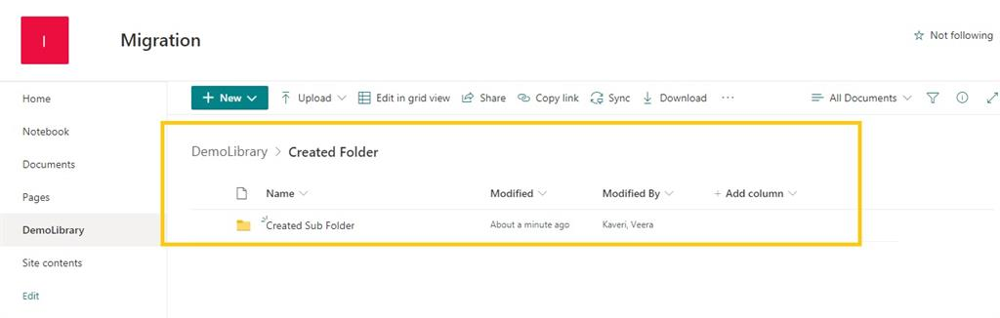 I
Migration
Not following
Home
Notebook
Documents
Pages
DemoLibrary
Site contents
Edit
New Upload Edit in grid view Share Copy link Sync Download ··· All Documents
DemoLibrary > Created Folder
Name Modified Modified By + Add column
Created Sub Folder About a minute ago Kaveri, Veera